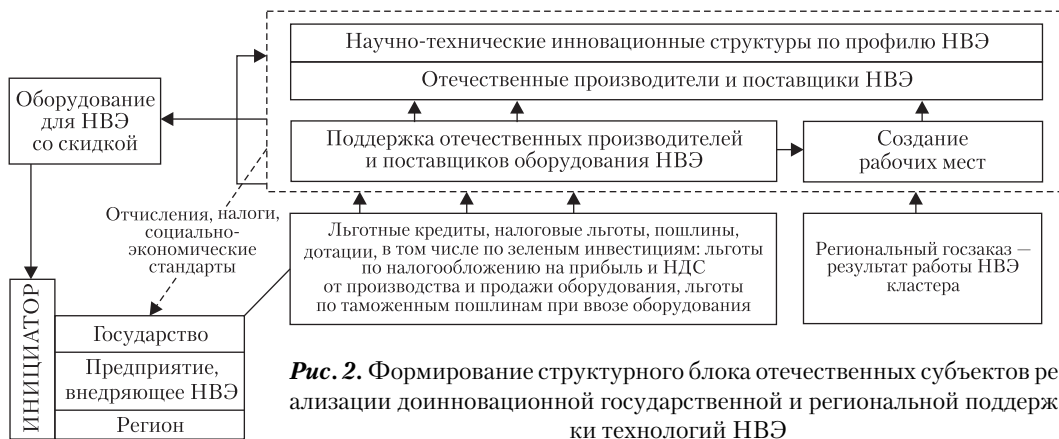 Научно-технические инновационные структуры по профилю НВЭ
Отечественные производители и поставщики НВЭ
Оборудование
для НВЭ
со скидкой
Поддержка отечественных производителей
и поставщиков оборудования НВЭ
Создание
рабочих мест
Отчисления, налоги,
социально-
экономические
стандарты
Льготные кредиты, налоговые льготы, пошлины,
дотации, в том числе по зеленым инвестициям: льготы
по налогообложению на прибыль и НДС
от производства и продажи оборудования, льготы
по таможенным пошлинам при ввозе оборудования
Региональный госзаказ —
результат работы НВЭ
кластера
ИНИЦИАТОР
Государство
Предприятие,
внедряющее НВЭ
Регион
Рис. 2. Формирование структурного блока отечественных субъектов ре
ализации доинновационной государственной и региональной поддерж
ки технологий НВЭ